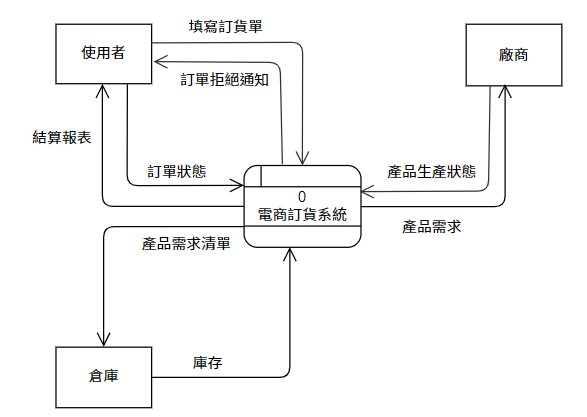 填寫訂貨單
使用者
廠商
訂單拒絕通知
結算報表
訂單狀態
產品生產狀態
0
電商訂貨系統
產品需求
產品需求清單
庫存
倉庫